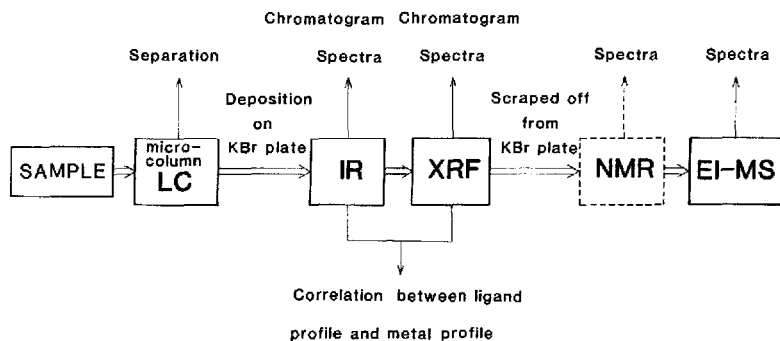 Chromatogram Chromatogram
Separation Spectra Spectra Spectra Spectra
Deposition on KBr plate
Scraped off from KBr plate
SAMPLE
micro-
column
LC
IR
XRF
NMR
EI-MS
Correlation between ligand
profile and metal profile